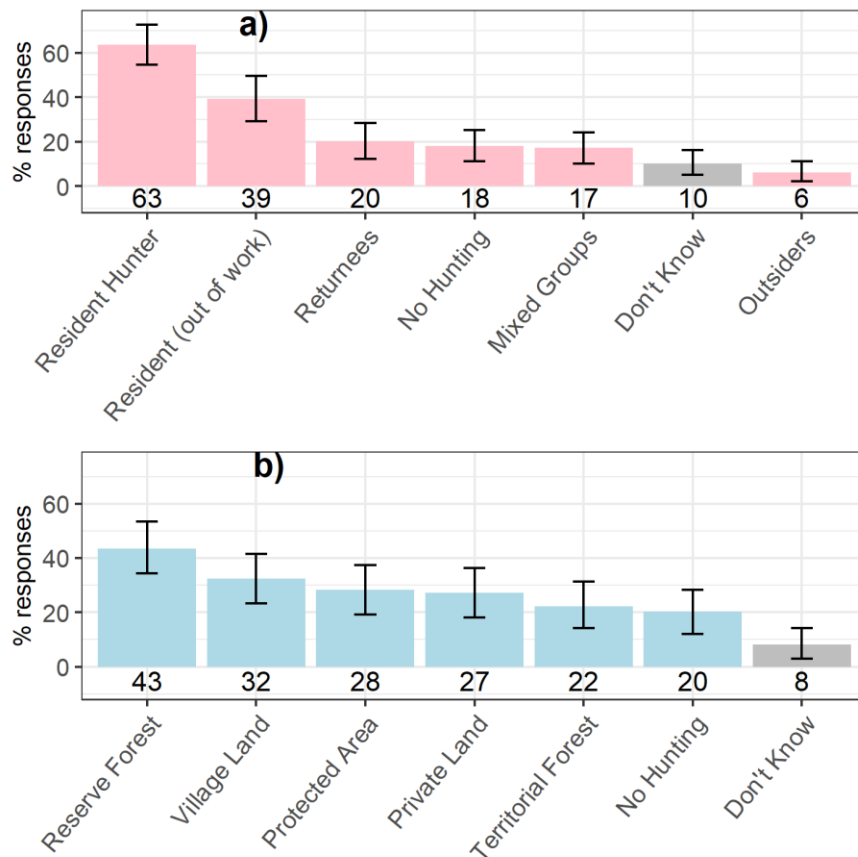 a)
% responses
60
40
20
0
63 39 20 18 17 10 6
Resident Hunter
Resident (out of work)
Returnees
No Hunting
Mixed Groups
Don't Know
Outsiders
b)
% responses
60
40
20
0
43 32 28 27 22 20 8
Reserve Forest
Village Land
Protected Area
Private Land
Territorial Forest
No Hunting
Don't Know